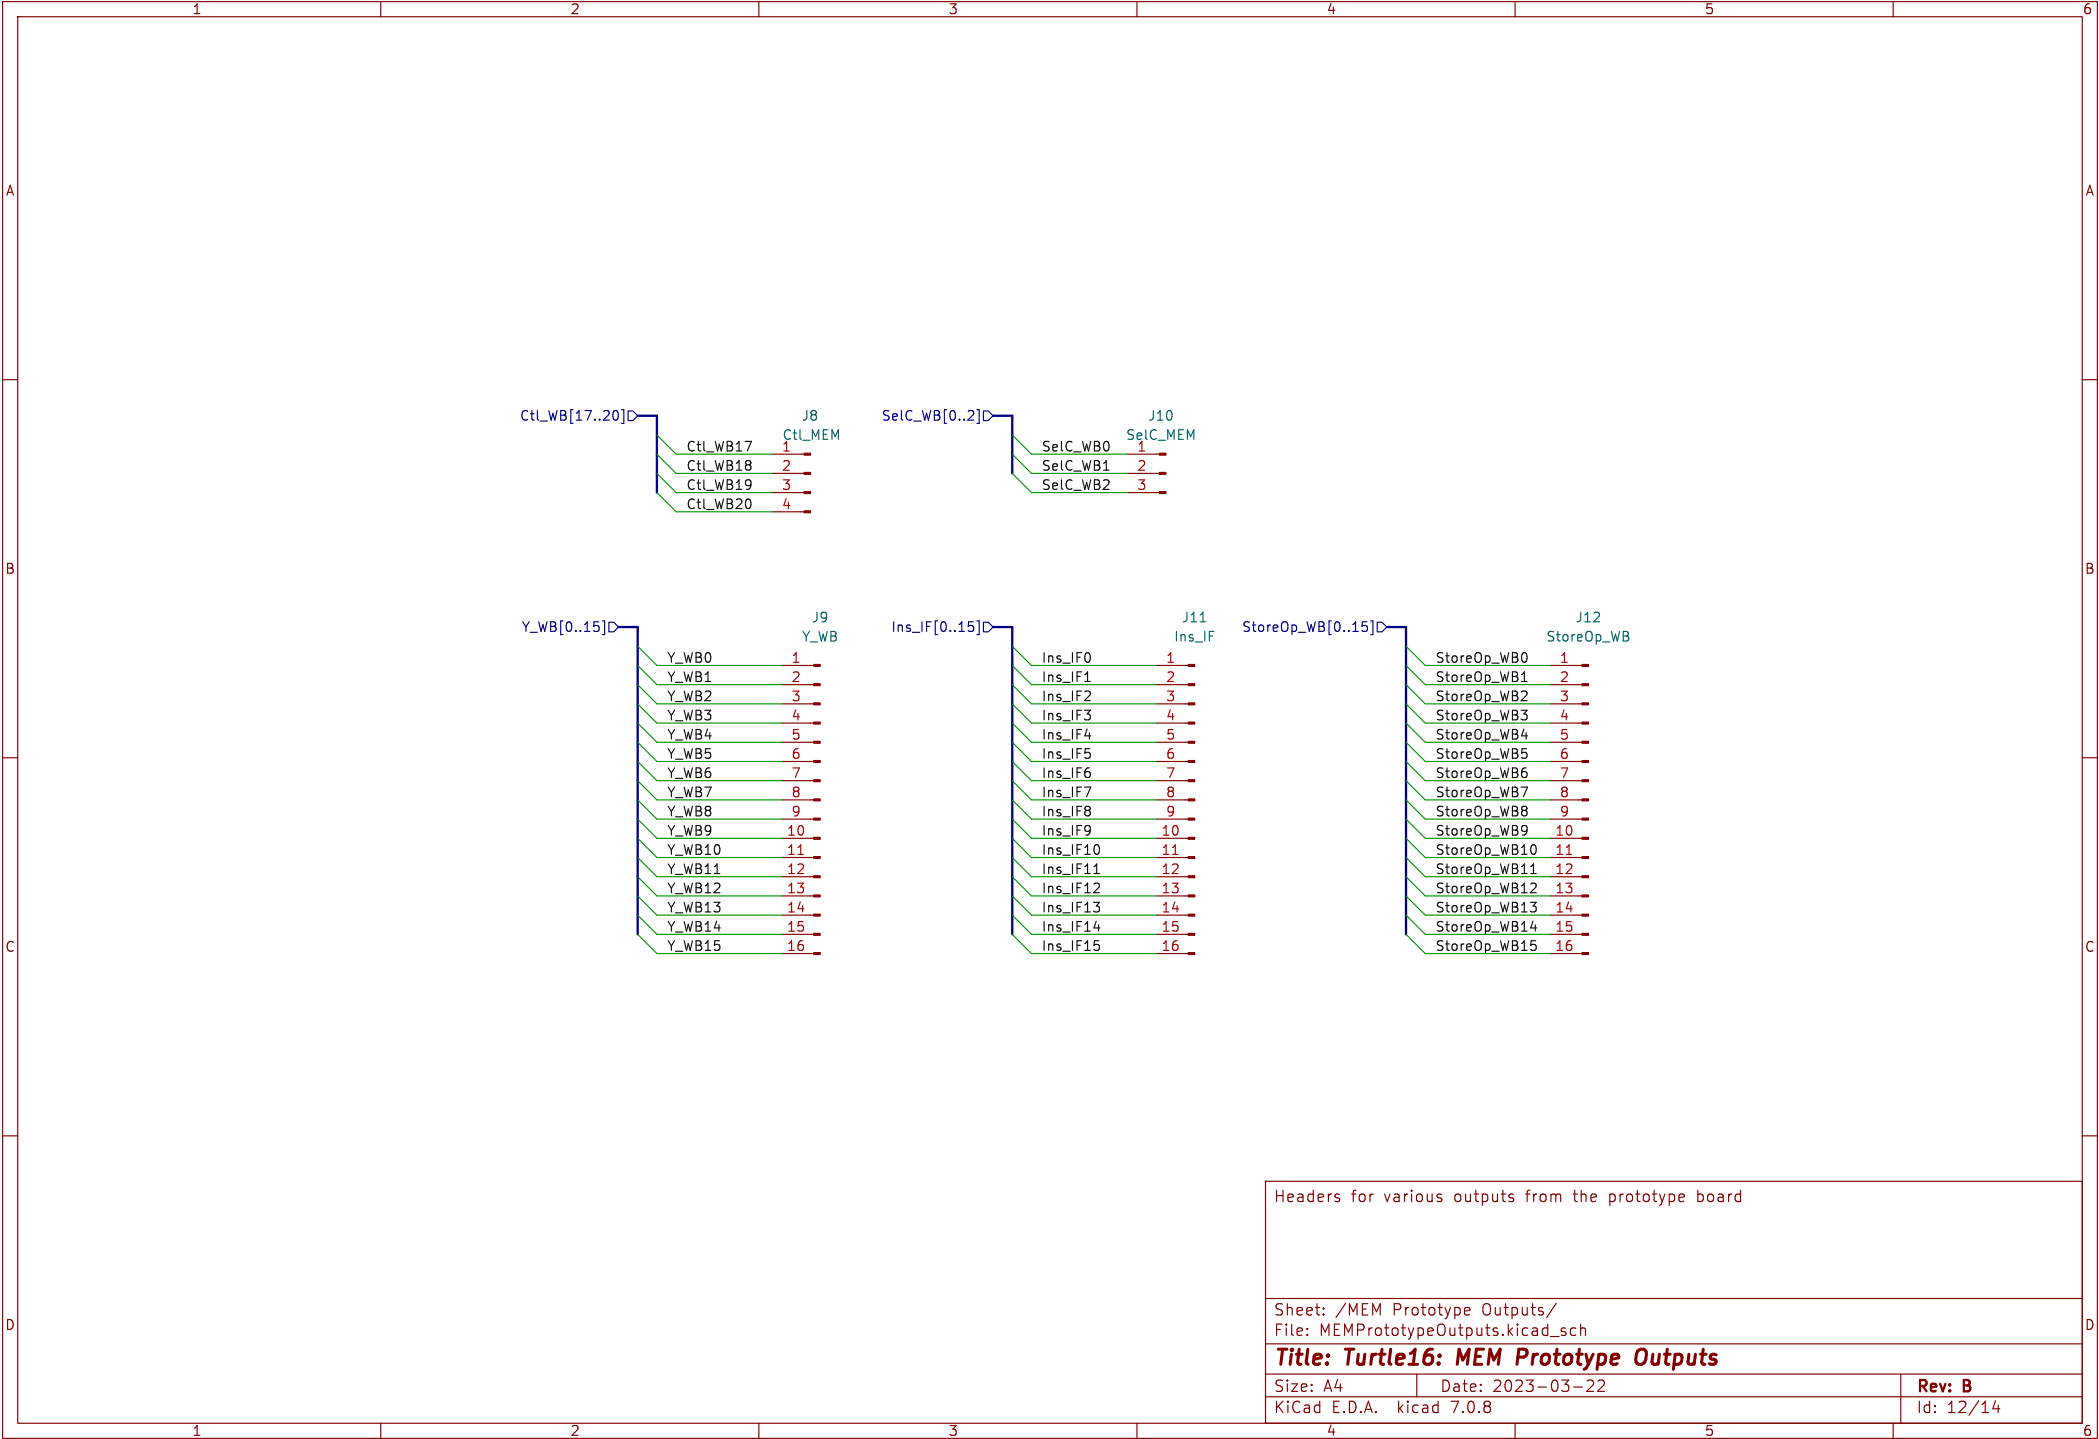 1 2 3 4 5 6
A A
Ctl_WB[17..20] J8 SelC_WB[0..2] J10
Ctl_MEM SelC_MEM
Ctl_WB17 1 SelC_WB0 1
Ctl_WB18 2 SelC_WB1 2
Ctl_WB19 3 SelC_WB2 3
Ctl_WB20 4
B B
J9 J11 J12
Y_WB[0..15] Y_WB Ins_IF[0..15] Ins_IF StoreOp_WB[0..15] StoreOp_WB
Y_WB0 1 Ins_IF0 1 StoreOp_WB0 1
Y_WB1 2 Ins_IF1 2 StoreOp_WB1 2
Y_WB2 3 Ins_IF2 3 StoreOp_WB2 3
Y_WB3 4 Ins_IF3 4 StoreOp_WB3 4
Y_WB4 5 Ins_IF4 5 StoreOp_WB4 5
Y_WB5 6 Ins_IF5 6 StoreOp_WB5 6
Y_WB6 7 Ins_IF6 7 StoreOp_WB6 7
Y_WB7 8 Ins_IF7 8 StoreOp_WB7 8
Y_WB8 9 Ins_IF8 9 StoreOp_WB8 9
Y_WB9 10 Ins_IF9 10 StoreOp_WB9 10
Y_WB10 11 Ins_IF10 11 StoreOp_WB10 11
Y_WB11 12 Ins_IF11 12 StoreOp_WB11 12
Y_WB12 13 Ins_IF12 13 StoreOp_WB12 13
Y_WB13 14 Ins_IF13 14 StoreOp_WB13 14
Y_WB14 15 Ins_IF14 15 StoreOp_WB14 15
Y_WB15 16 Ins_IF15 16 StoreOp_WB15 16
C C
Headers for various outputs from the prototype board
Sheet: /MEM Prototype Outputs/
D D
File: MEMPrototypeOutputs.kicad_sch
Title: Turtle16: MEM Prototype Outputs
Size: A4 Date: 2023-03-22 Rev: B
KiCad E.D.A. kicad 7.0.8 Id: 12/14
1 2 3 4 5 6